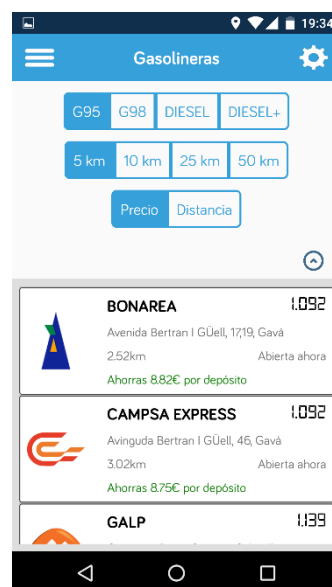 19:34
Gasolineras
G95 G98 DIESEL DIESEL+
5 km 10 km 25 km 50 km
Precio Distancia
BONAREA 1.092
Avenida Bertran I GÜell, 17,19, Gavà
2.52km Abierta ahora
Ahorras 8.82€ por depósito
CAMPSA EXPRESS 1.092
Avinguda Bertran I GÜell, 46, Gavà
3.02km Abierta ahora
Ahorras 8.75€ por depósito
GALP 1.139